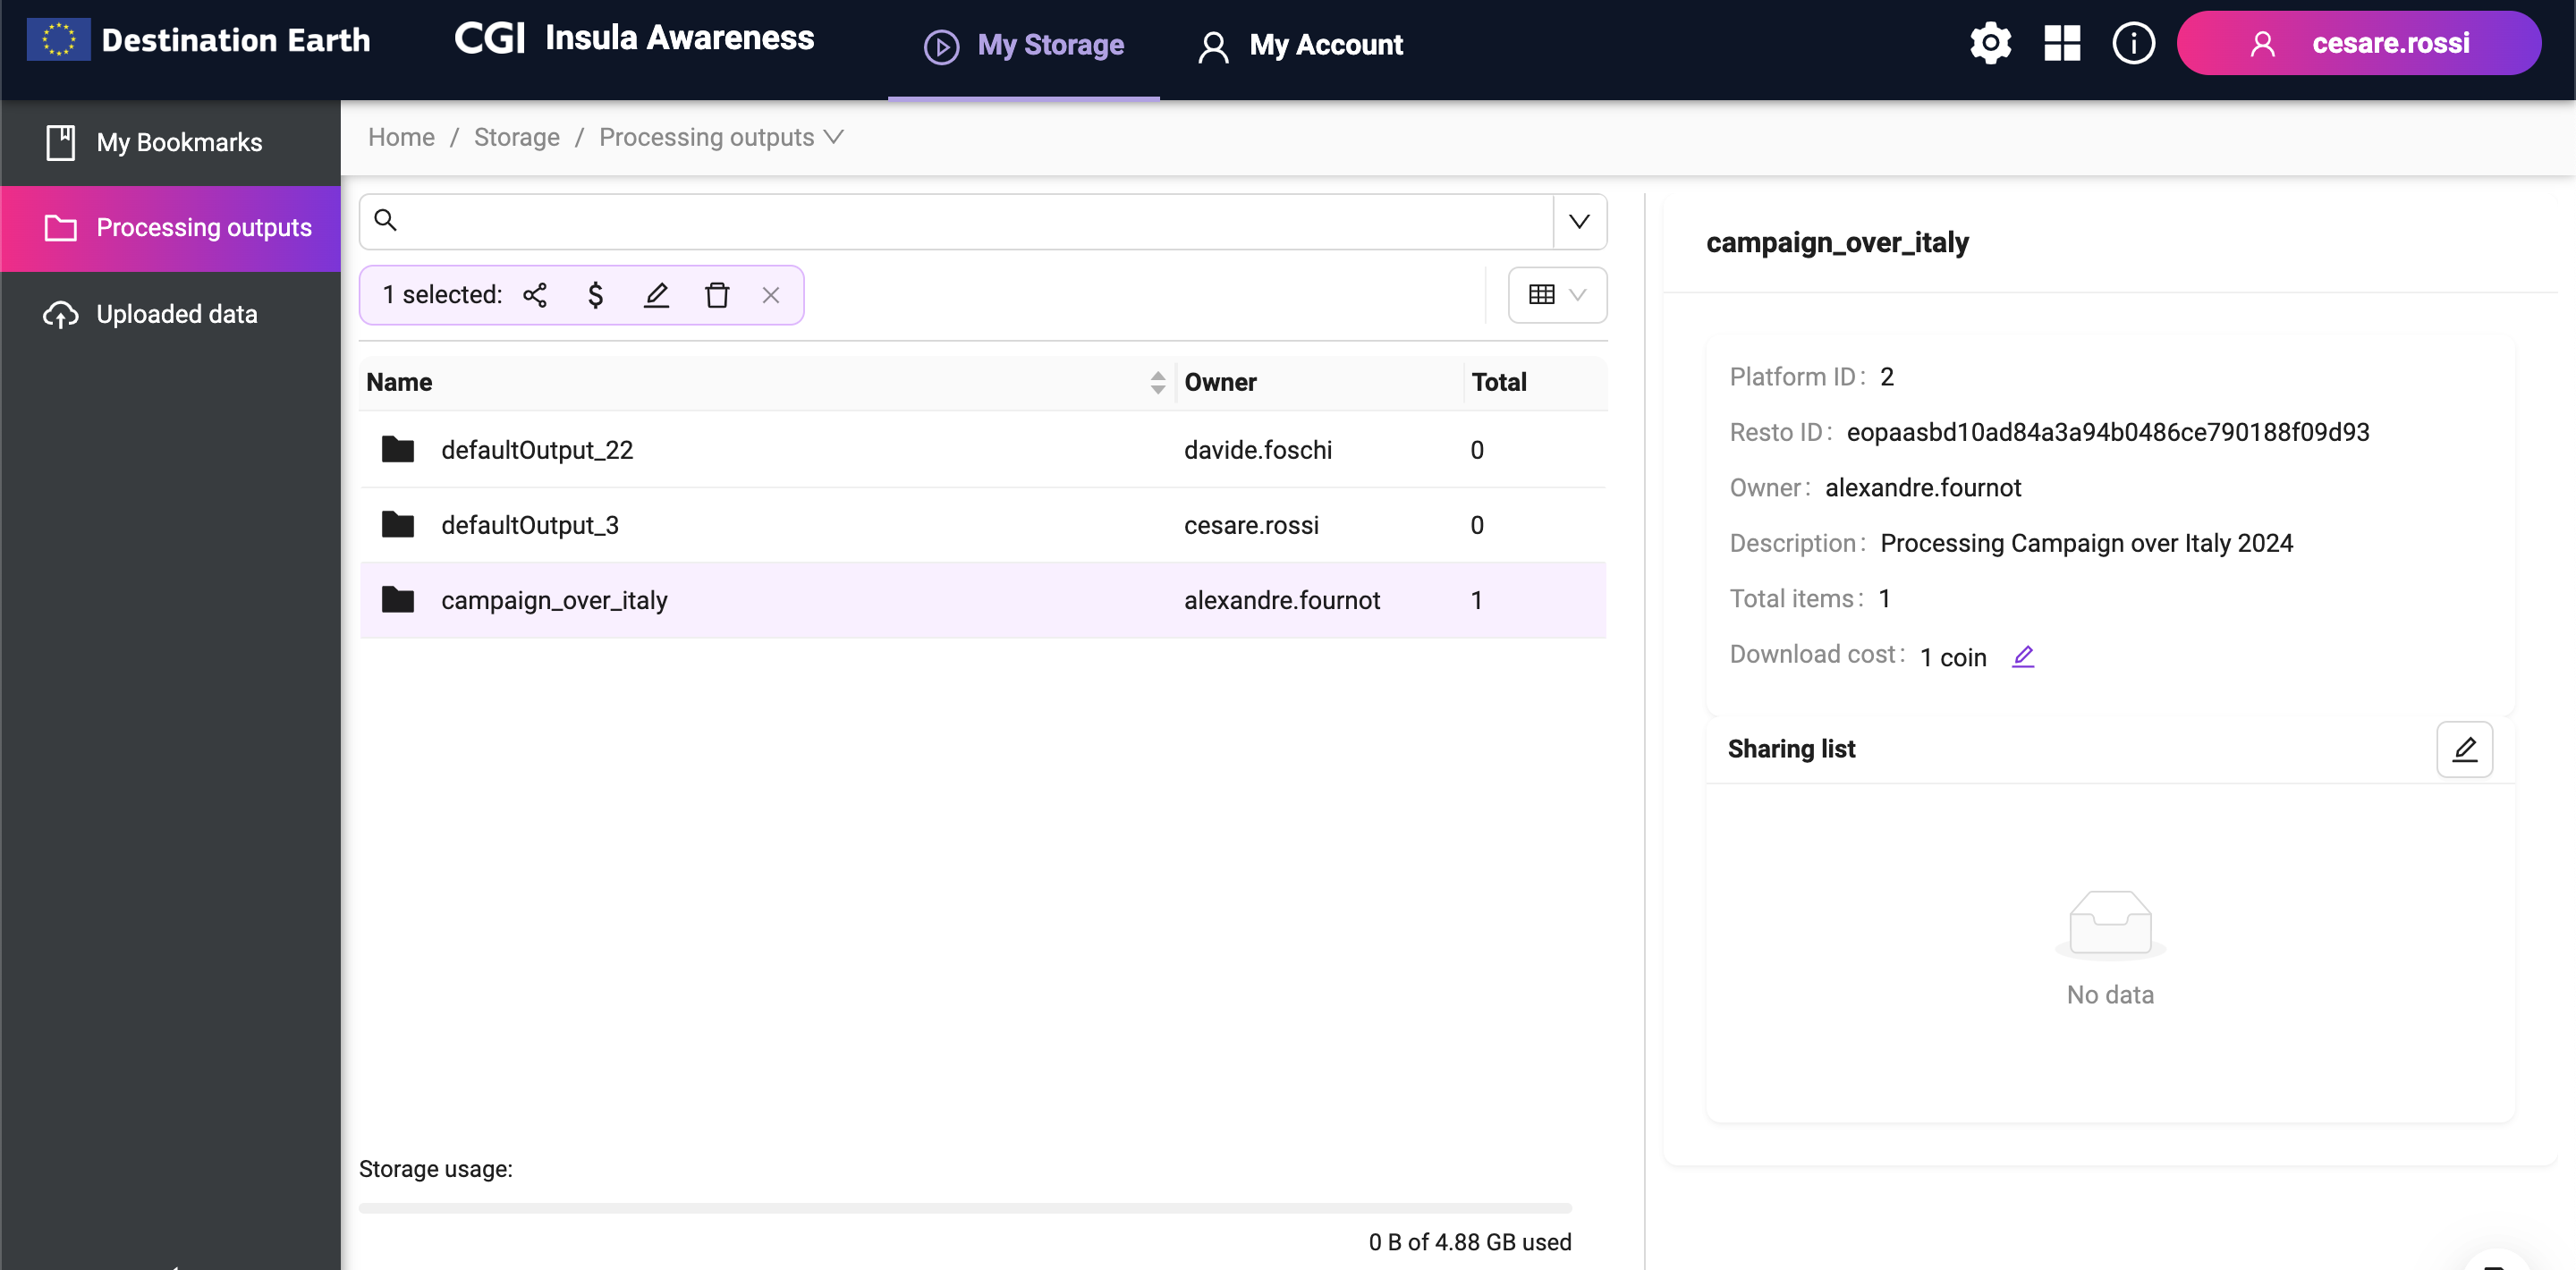 Destination Earth
CGI Insula Awareness
My Storage
My Account
cesare.rossi
My Bookmarks
Processing outputs
Uploaded data
Home / Storage / Processing outputs
1 selected:
Name Owner Total
defaultOutput_22 davide.foschi 0
defaultOutput_3 cesare.rossi 0
campaign_over_italy alexandre.fournot 1
Storage usage:
0 B of 4.88 GB used
campaign_over_italy
Platform ID: 2
Resto ID: eopaasbd10ad84a3a94b0486ce790188f09d93
Owner: alexandre.fournot
Description: Processing Campaign over Italy 2024
Total items: 1
Download cost: 1 coin
Sharing list
No data